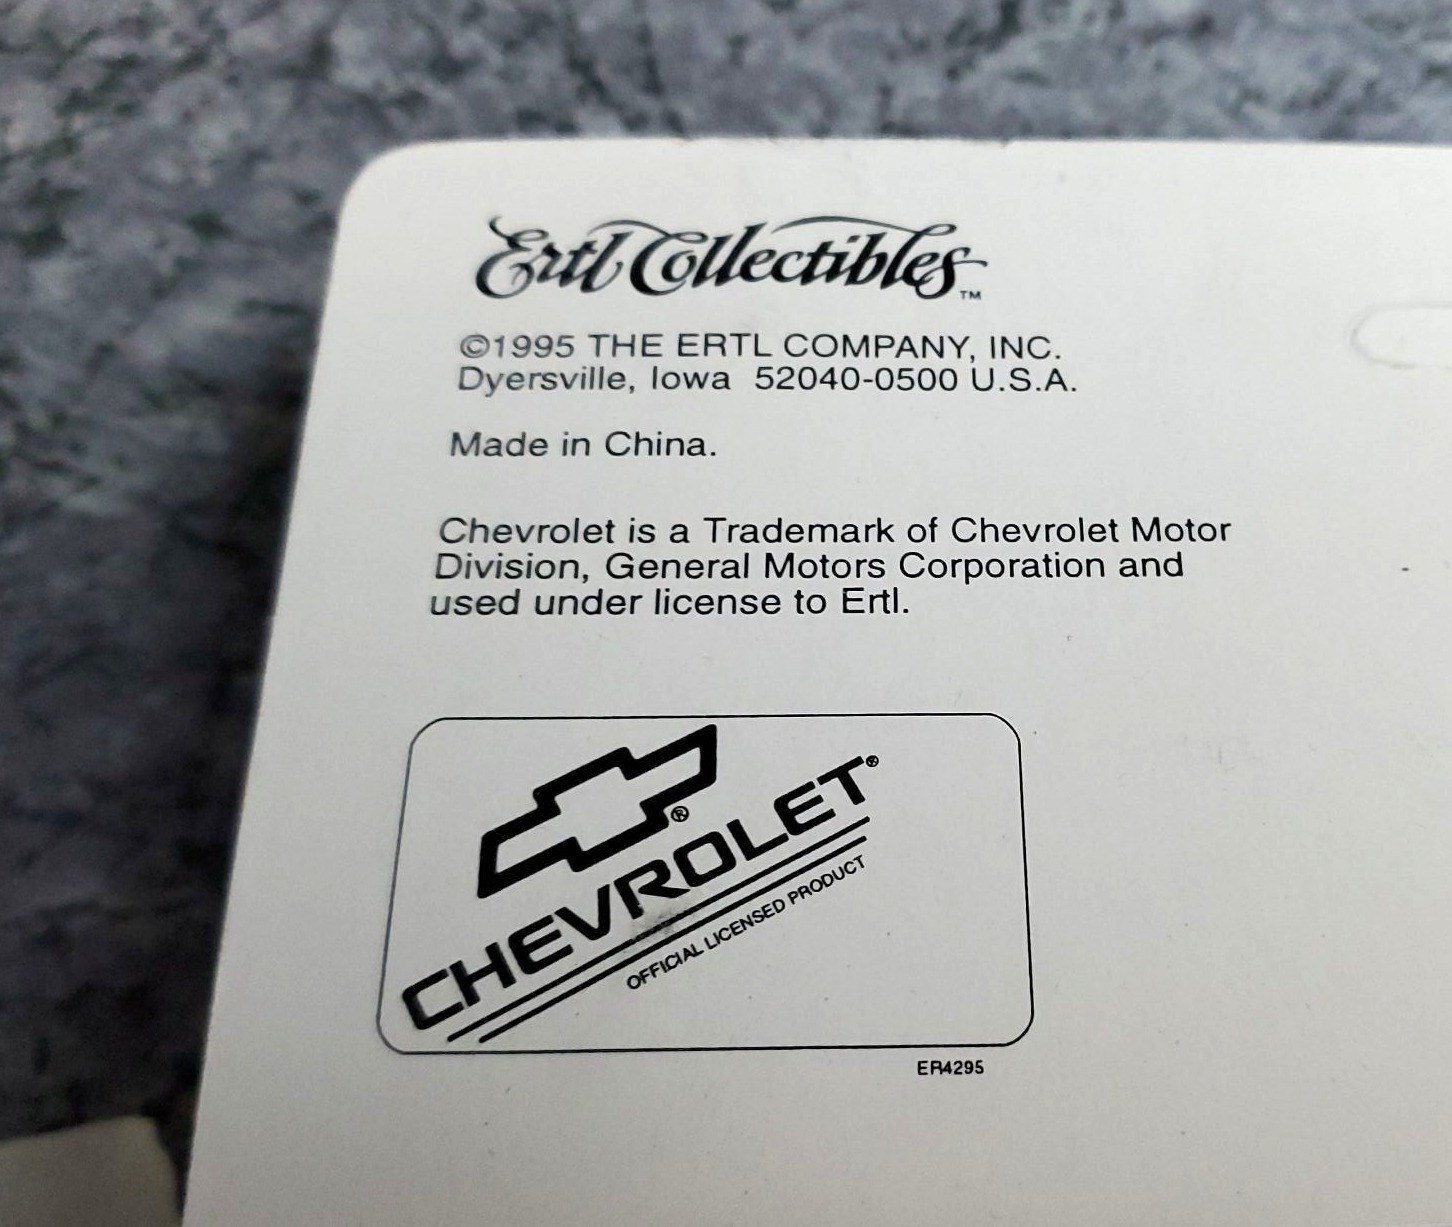 Ertl Collectibles™
©1995 THE ERTL COMPANY, INC.
Dyersville, Iowa 52040-0500 U.S.A.
Made in China.
Chevrolet is a Trademark of Chevrolet Motor
Division, General Motors Corporation and
used under license to Ertl.
®
CHEVROLET®
OFFICIAL LICENSED PRODUCT
ER4295